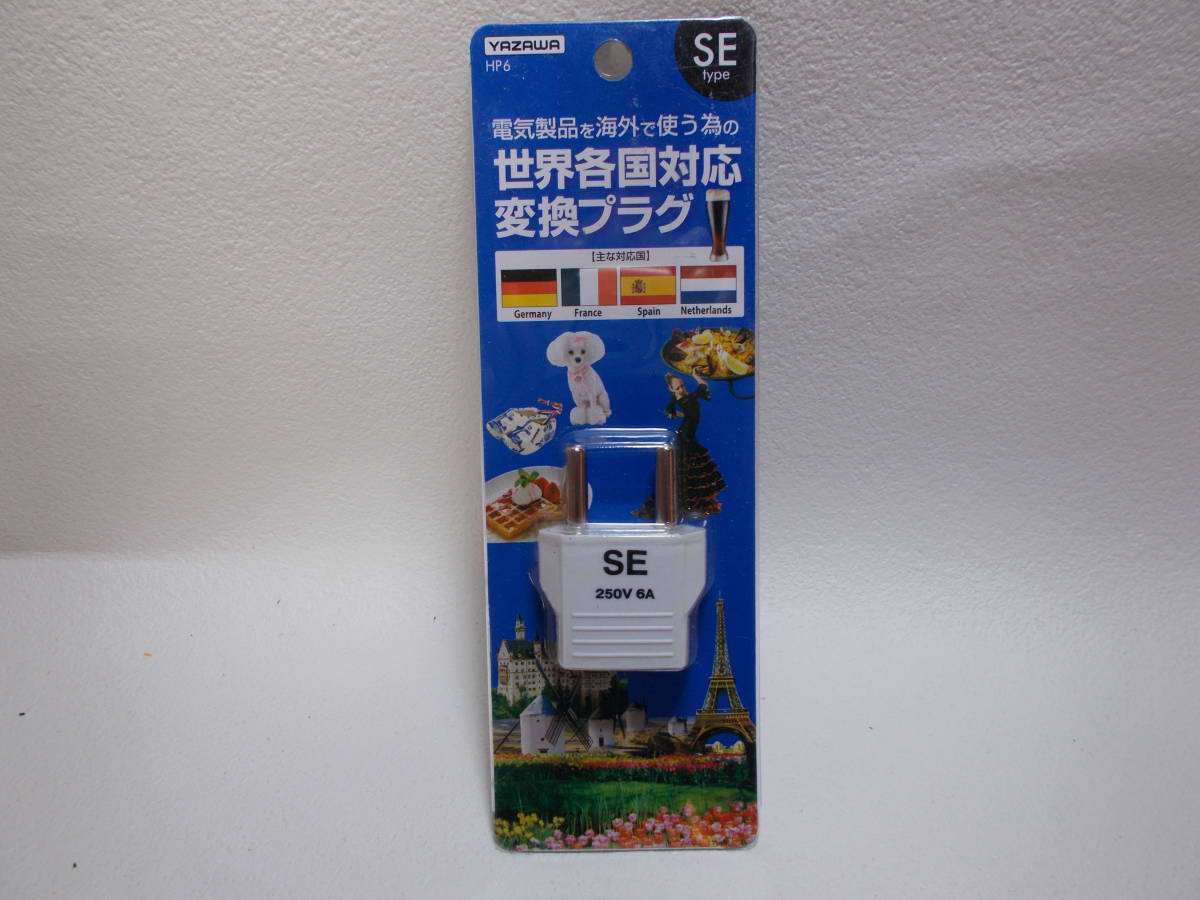 YAZAWA
HP6
SE
type
電気製品を海外で使う為の
世界各国対応
変換プラグ
【主な対応国】
Germany France Spain Netherlands
SE
250V 6A